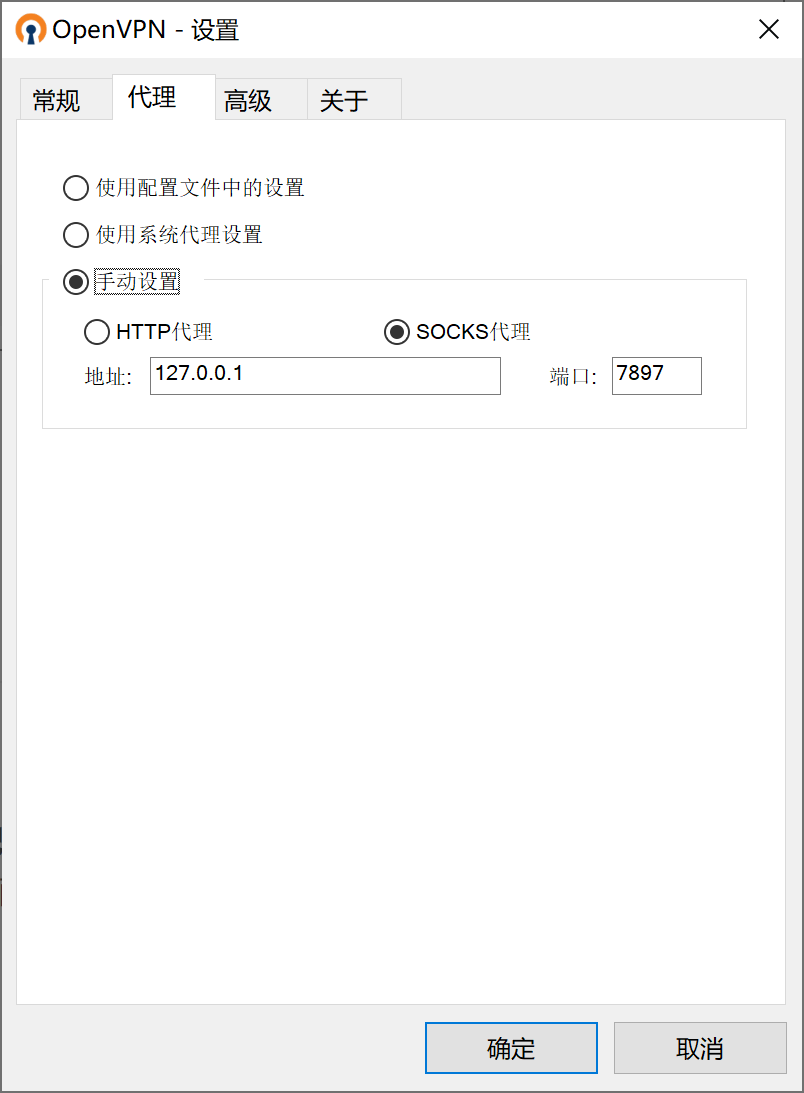 OpenVPN - 设置
常规 代理 高级 关于
使用配置文件中的设置
使用系统代理设置
手动设置
HTTP代理 SOCKS代理
地址: 127.0.0.1 端口: 7897
确定 取消